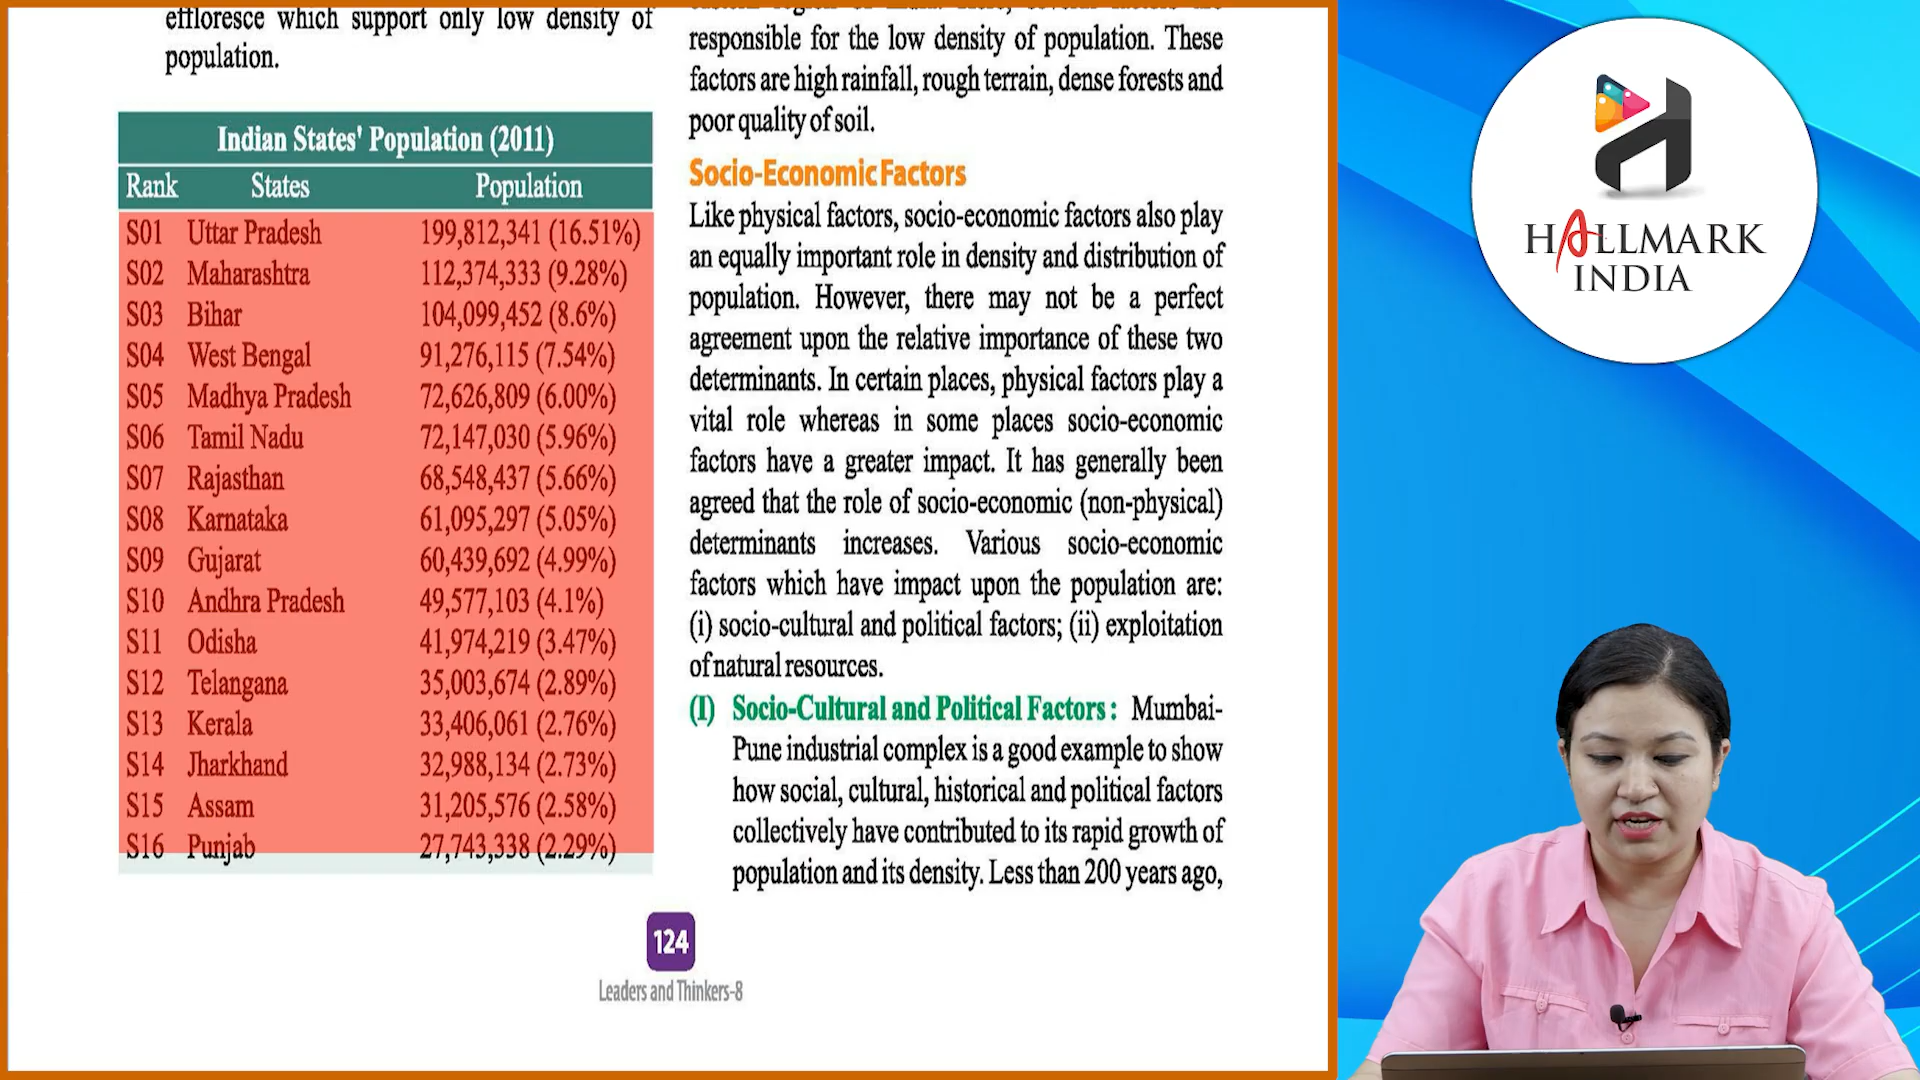 effloresce which support only low density of
population.
Indian States' Population (2011)
Rank States Population
S01 Uttar Pradesh 199,812,341 (16.51%)
S02 Maharashtra 112,374,333 (9.28%)
S03 Bihar 104,099,452 (8.6%)
S04 West Bengal 91,276,115 (7.54%)
S05 Madhya Pradesh 72,626,809 (6.00%)
S06 Tamil Nadu 72,147,030 (5.96%)
S07 Rajasthan 68,548,437 (5.66%)
S08 Karnataka 61,095,297 (5.05%)
S09 Gujarat 60,439,692 (4.99%)
S10 Andhra Pradesh 49,577,103 (4.1%)
S11 Odisha 41,974,219 (3.47%)
S12 Telangana 35,003,674 (2.89%)
S13 Kerala 33,406,061 (2.76%)
S14 Jharkhand 32,988,134 (2.73%)
S15 Assam 31,205,576 (2.58%)
S16 Punjab 27,743,338 (2.29%)
responsible for the low density of population. These
factors are high rainfall, rough terrain, dense forests and
poor quality of soil.
Socio-Economic Factors
Like physical factors, socio-economic factors also play
an equally important role in density and distribution of
population. However, there may not be a perfect
agreement upon the relative importance of these two
determinants. In certain places, physical factors play a
vital role whereas in some places socio-economic
factors have a greater impact. It has generally been
agreed that the role of socio-economic (non-physical)
determinants increases. Various socio-economic
factors which have impact upon the population are:
(i) socio-cultural and political factors; (ii) exploitation
of natural resources.
(I) Socio-Cultural and Political Factors : Mumbai-
Pune industrial complex is a good example to show
how social, cultural, historical and political factors
collectively have contributed to its rapid growth of
population and its density. Less than 200 years ago,
124
Leaders and Thinkers-8
HALLMARK
INDIA